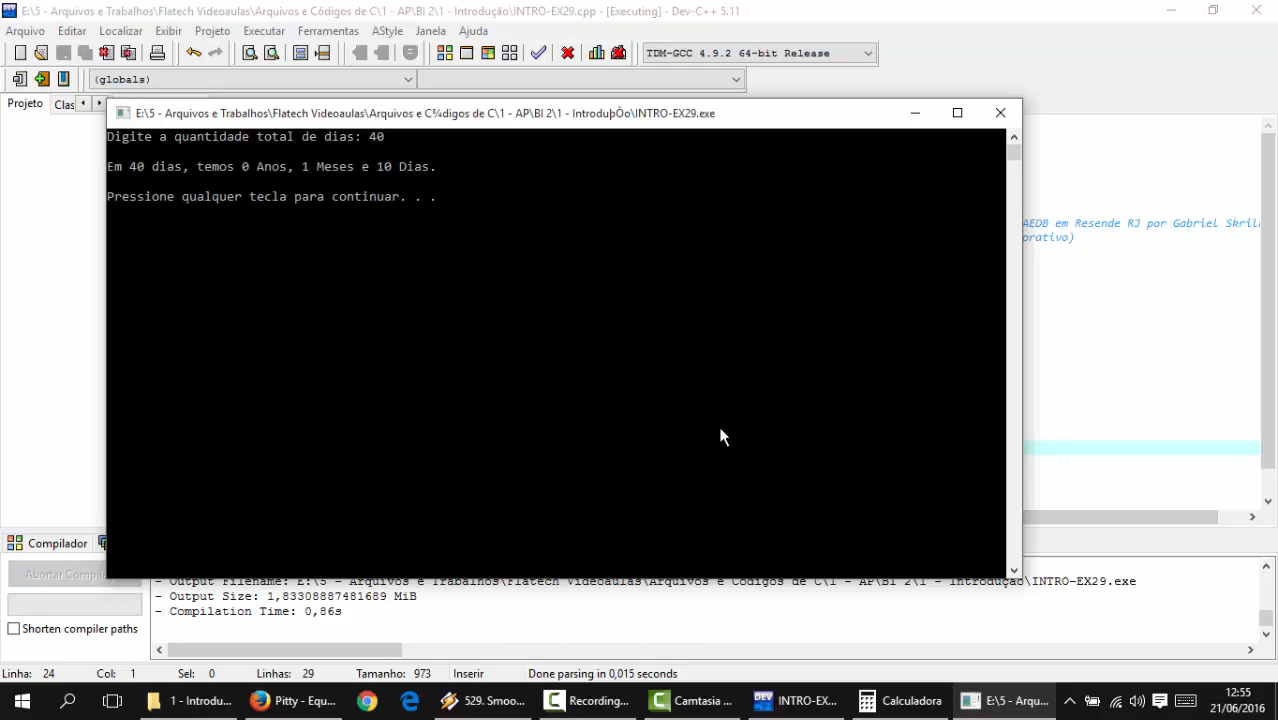 E:\5 - Arquivos e Trabalhos\Flatech Videoaulas\Arquivos e Códigos de C\1 - AP\BI 2\1 - Introdução\INTRO-EX29.cpp - [Executing] - Dev-C++ 5.11
Arquivo Editar Localizar Exibir Projeto Executar Ferramentas AStyle Janela Ajuda
TDM-GCC 4.9.2 64-bit Release
(globals)
Projeto Clas
E:\5 - Arquivos e Trabalhos\Flatech Videoaulas\Arquivos e C¾digos de C\1 - AP\BI 2\1 - IntroduþÒo\INTRO-EX29.exe
Digite a quantidade total de dias: 40
Em 40 dias, temos 0 Anos, 1 Meses e 10 Dias.
Pressione qualquer tecla para continuar. . .
AEDB em Resende RJ por Gabriel Skril
orativo)
Compilador
Abortar Compil
- Output Filename: E:\5 - Arquivos e Trabalhos\Flatech Videoaulas\Arquivos e Códigos de C\1 - AP\BI 2\1 - Introdução\INTRO-EX29.exe
- Output Size: 1,83308887481689 MiB
- Compilation Time: 0,86s
Shorten compiler paths
Linha: 24 Col: 1 Sel: 0 Linhas: 29 Tamanho: 973 Inserir Done parsing in 0,015 seconds
1 - Introdu... Pitty - Equ... 529. Smoo... Recording... Camtasia ... DEV INTRO-EX... Calculadora E:\5 - Arqu... 12:55
21/06/2016